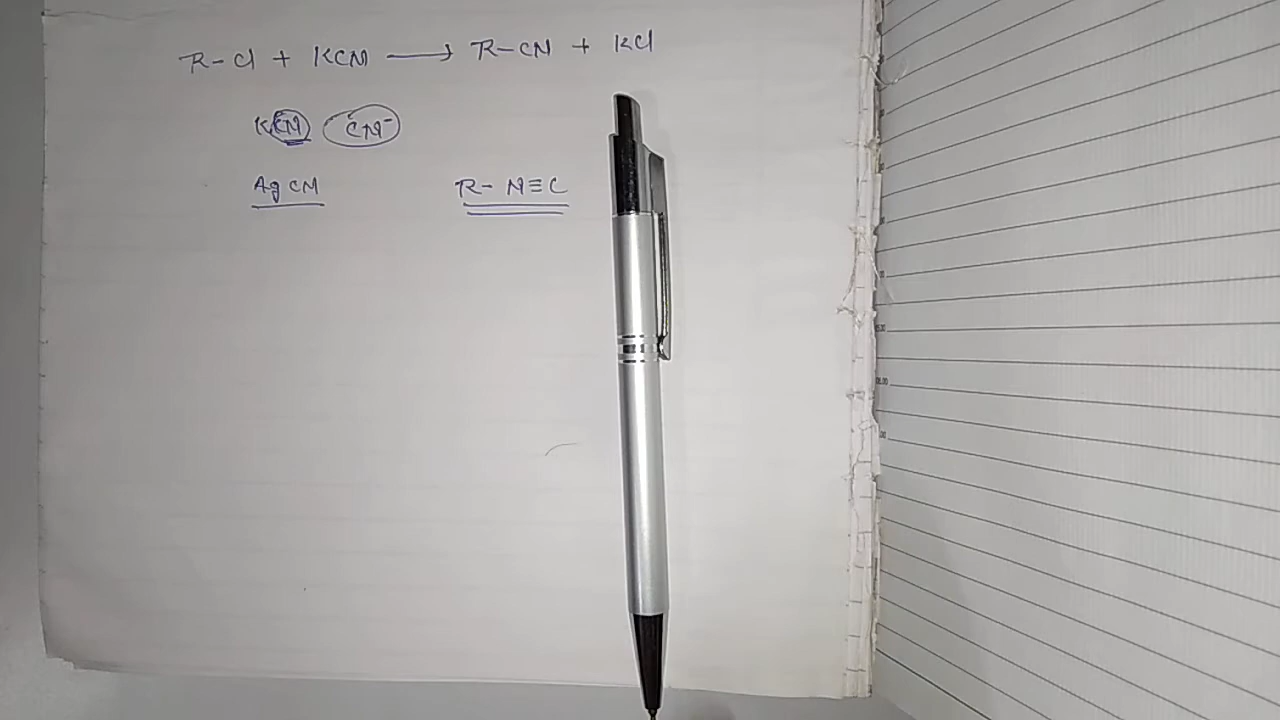 R-Cl + KCN ⟶ R-CN + KCl
KCN CN⁻
AgCN R-N≡C